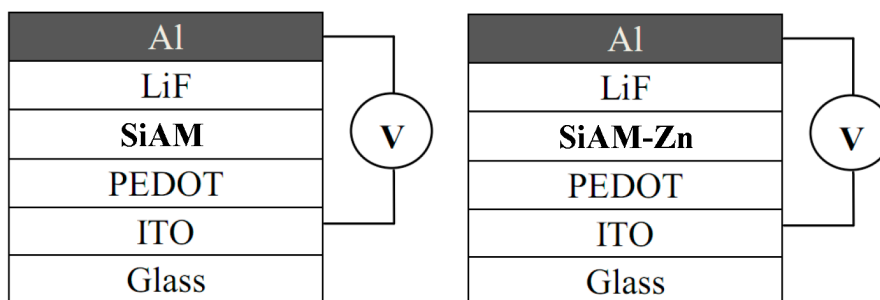 Al
LiF
SiAM
PEDOT
ITO
Glass
V
Al
LiF
SiAM-Zn
PEDOT
ITO
Glass
V